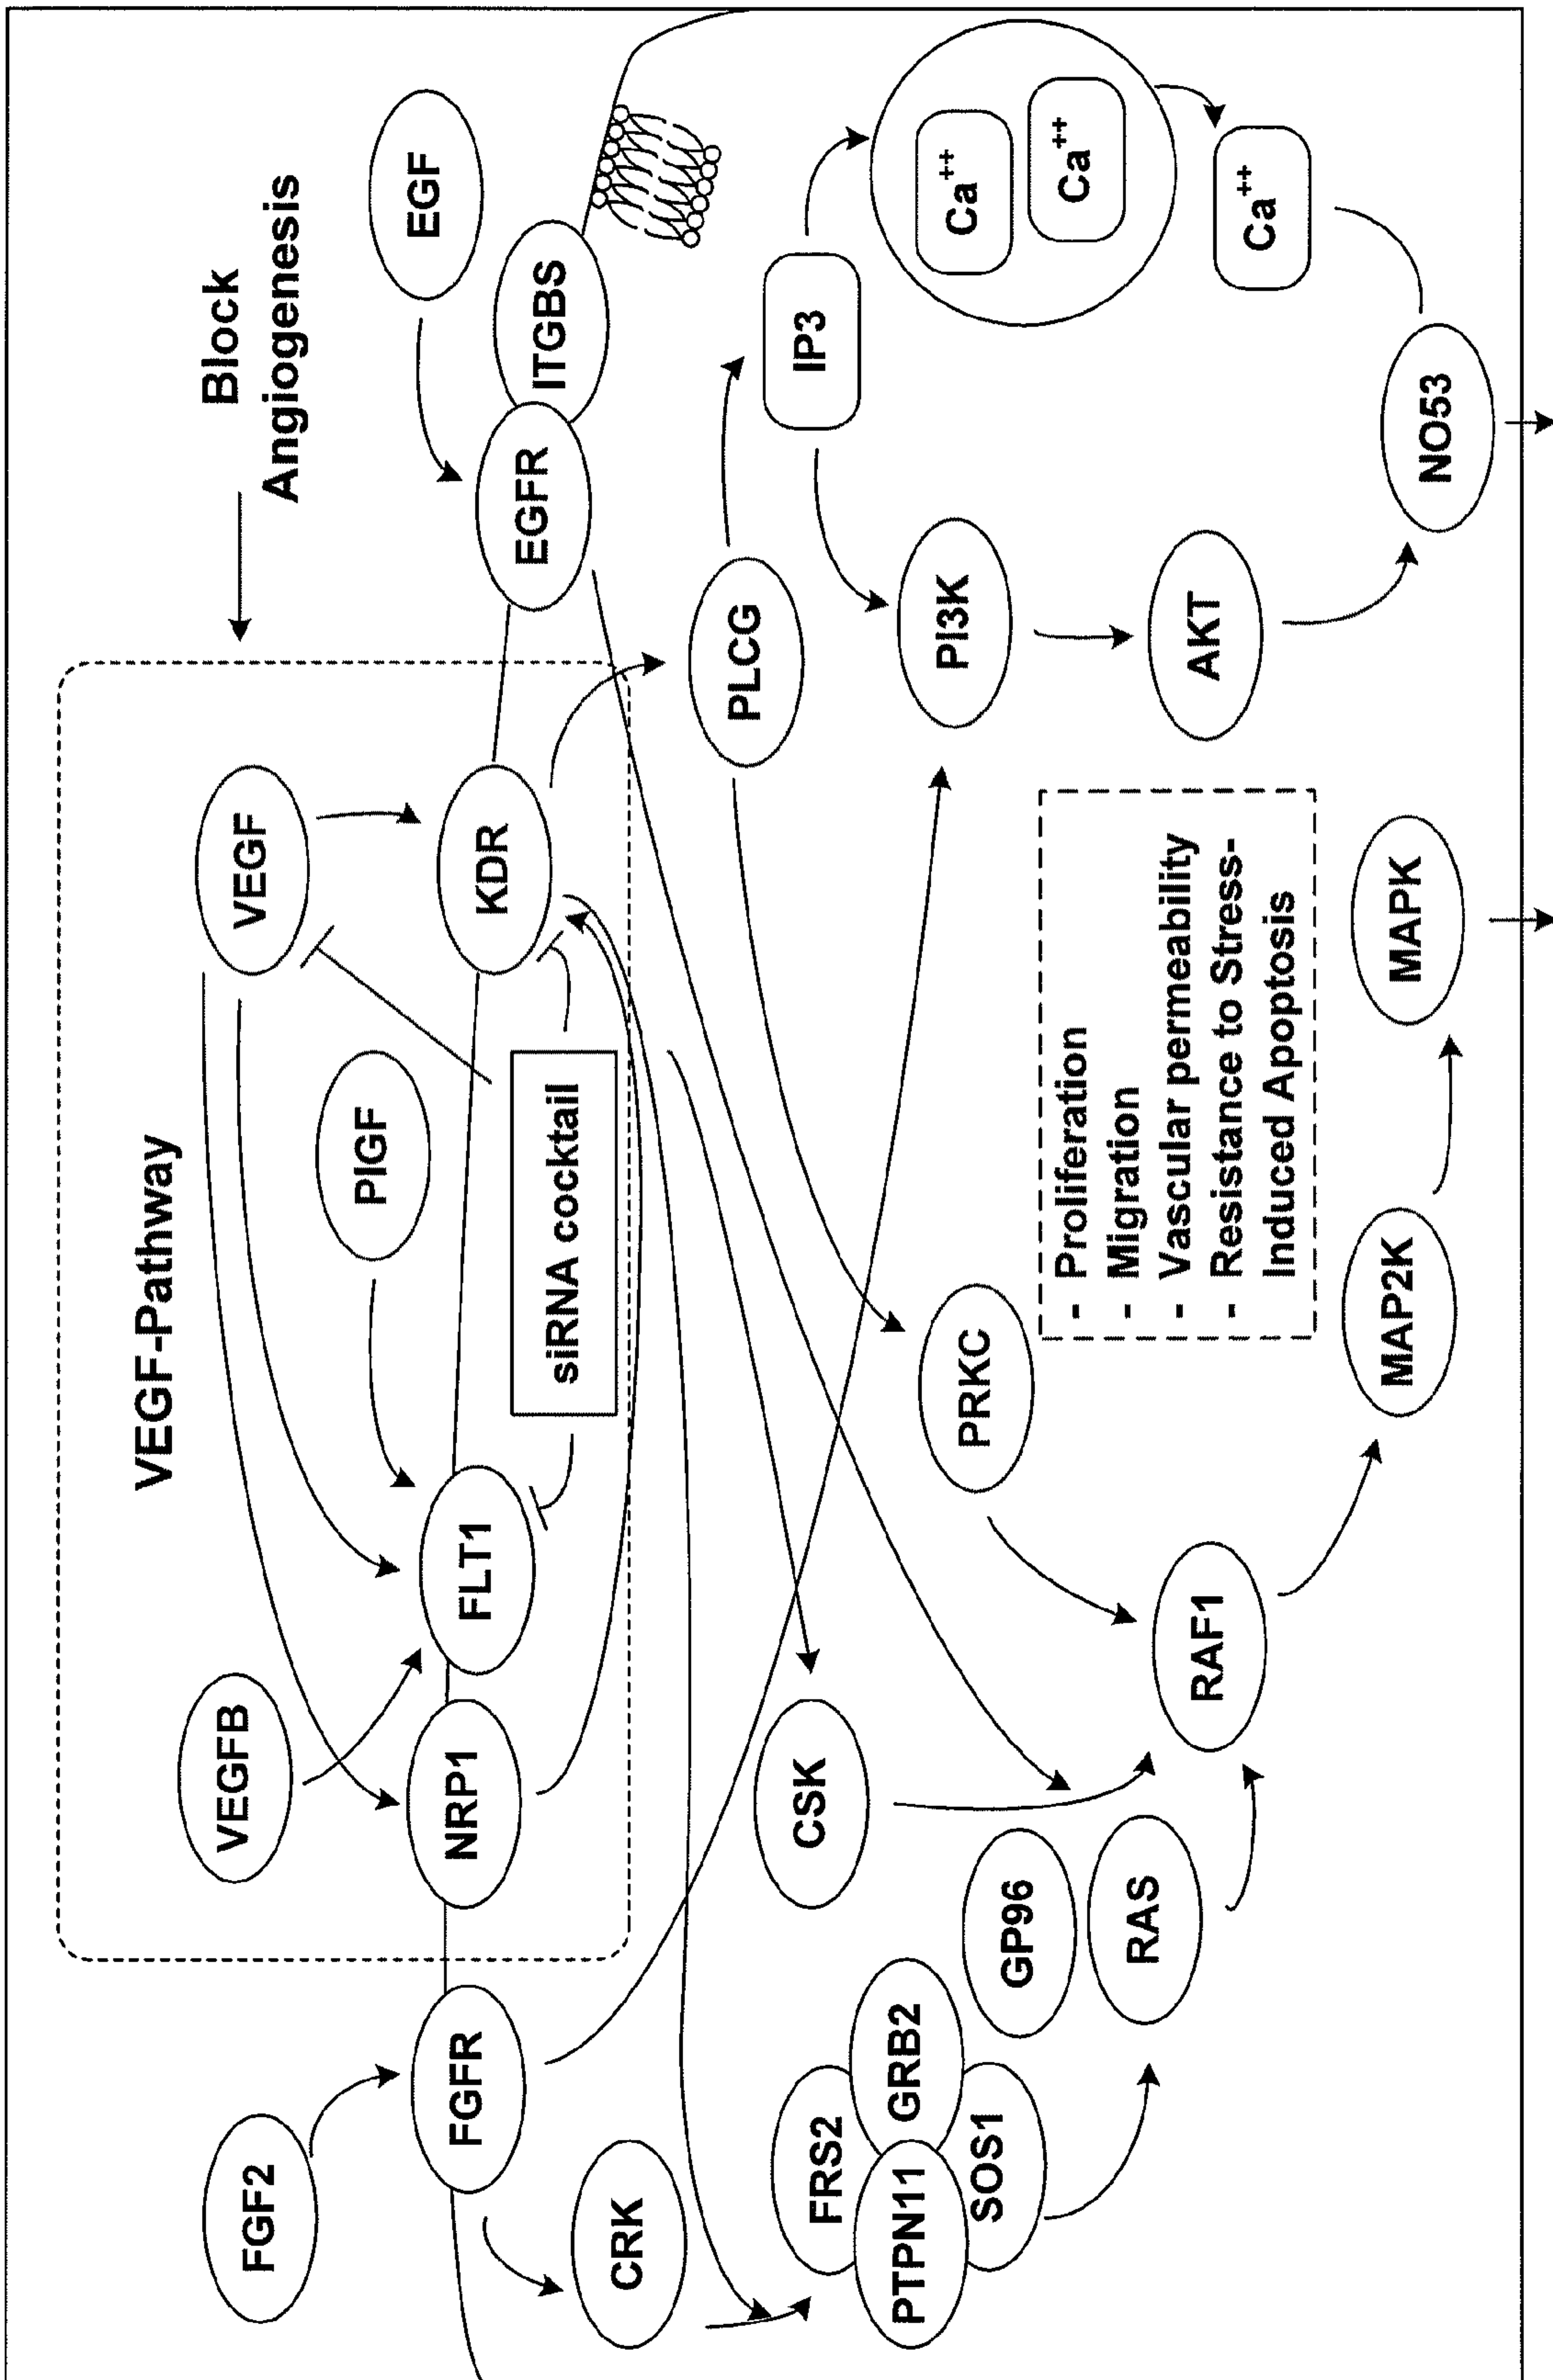 Block
Angiogenesis
VEGF-Pathway
FGF2
VEGFB
PIGF
VEGF
EGF
FGFR
NRP1
FLT1
KDR
EGFR
ITGBS
siRNA cocktail
CRK
CSK
PLCG
IP3
Ca++
Ca++
Ca++
FRS2
GRB2
PTPN11
SOS1
GP96
RAS
PRKC
PI3K
RAF1
AKT
- Proliferation
- Migration
- Vascular permeability
- Resistance to Stress-
Induced Apoptosis
MAP2K
MAPK
NO53